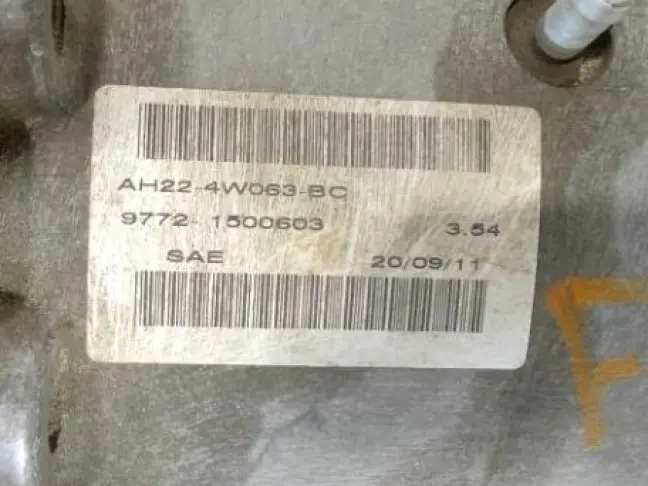 AH22-4W063-BC
9772- 1500603 3.54
SAE 20/09/11
F